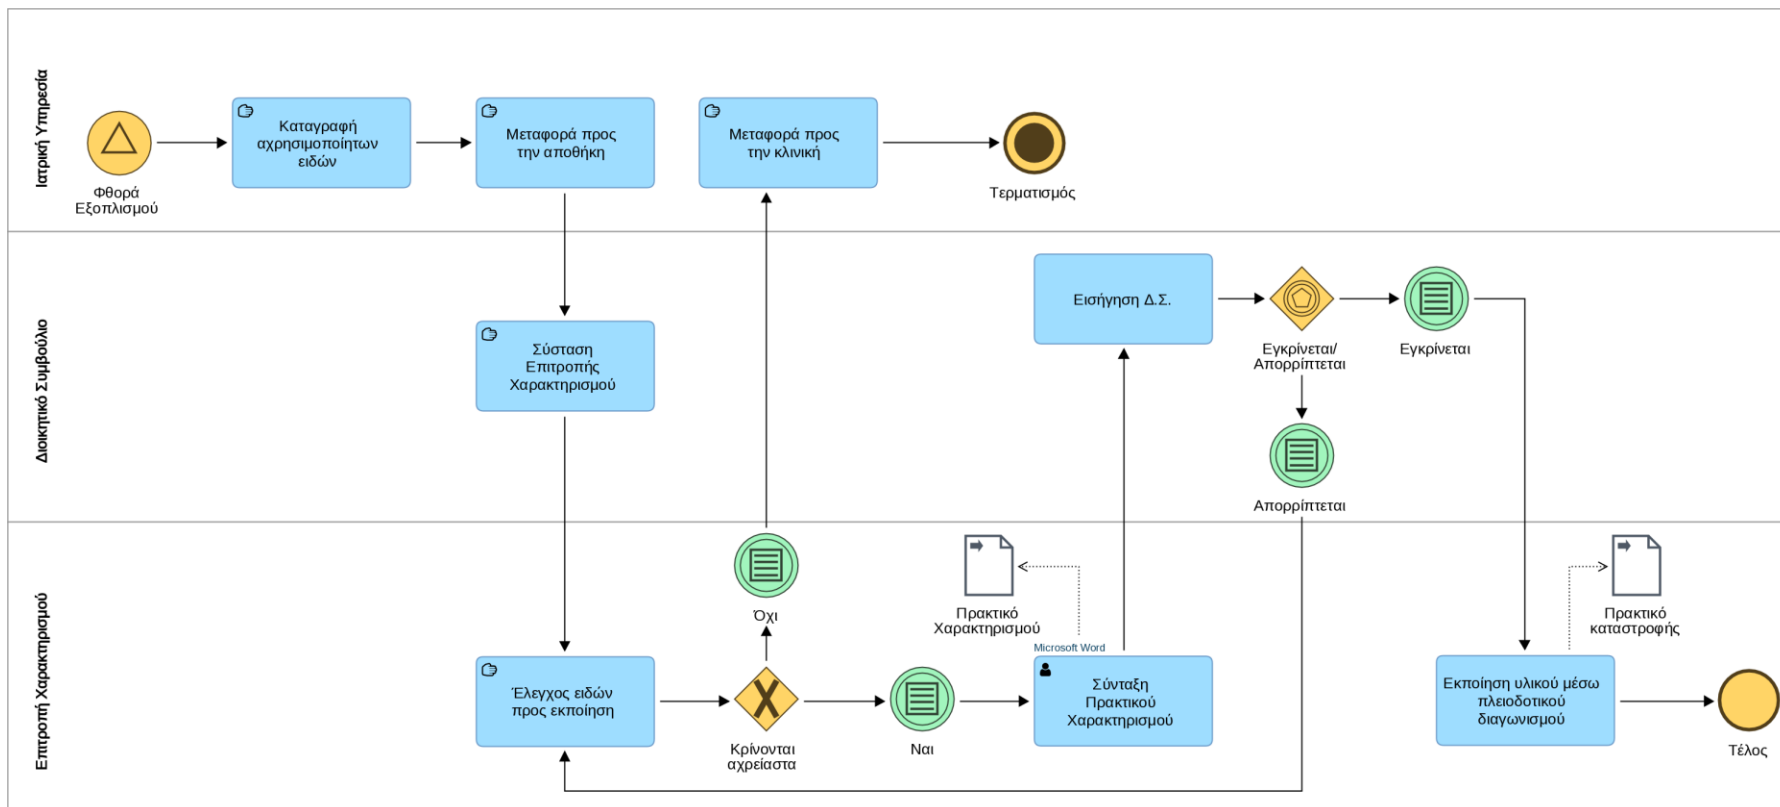 Ιατρική Υπηρεσία
Φθορά
Εξοπλισμού
Καταγραφή
αχρησιμοποίητων
ειδών
Μεταφορά προς
την αποθήκη
Μεταφορά προς
την κλινική
Τερματισμός
Διοικητικό Συμβούλιο
Σύσταση
Επιτροπής
Χαρακτηρισμού
Εισήγηση Δ.Σ.
Εγκρίνεται/
Απορρίπτεται
Εγκρίνεται
Απορρίπτεται
Επιτροπή Χαρακτηρισμού
Έλεγχος ειδών
προς εκποίηση
Όχι
Κρίνονται
αχρείαστα
Ναι
Πρακτικό
Χαρακτηρισμού
Microsoft Word
Σύνταξη
Πρακτικού
Χαρακτηρισμού
Πρακτικό
καταστροφής
Εκποίηση υλικού μέσω
πλειοδοτικού
διαγωνισμού
Τέλος